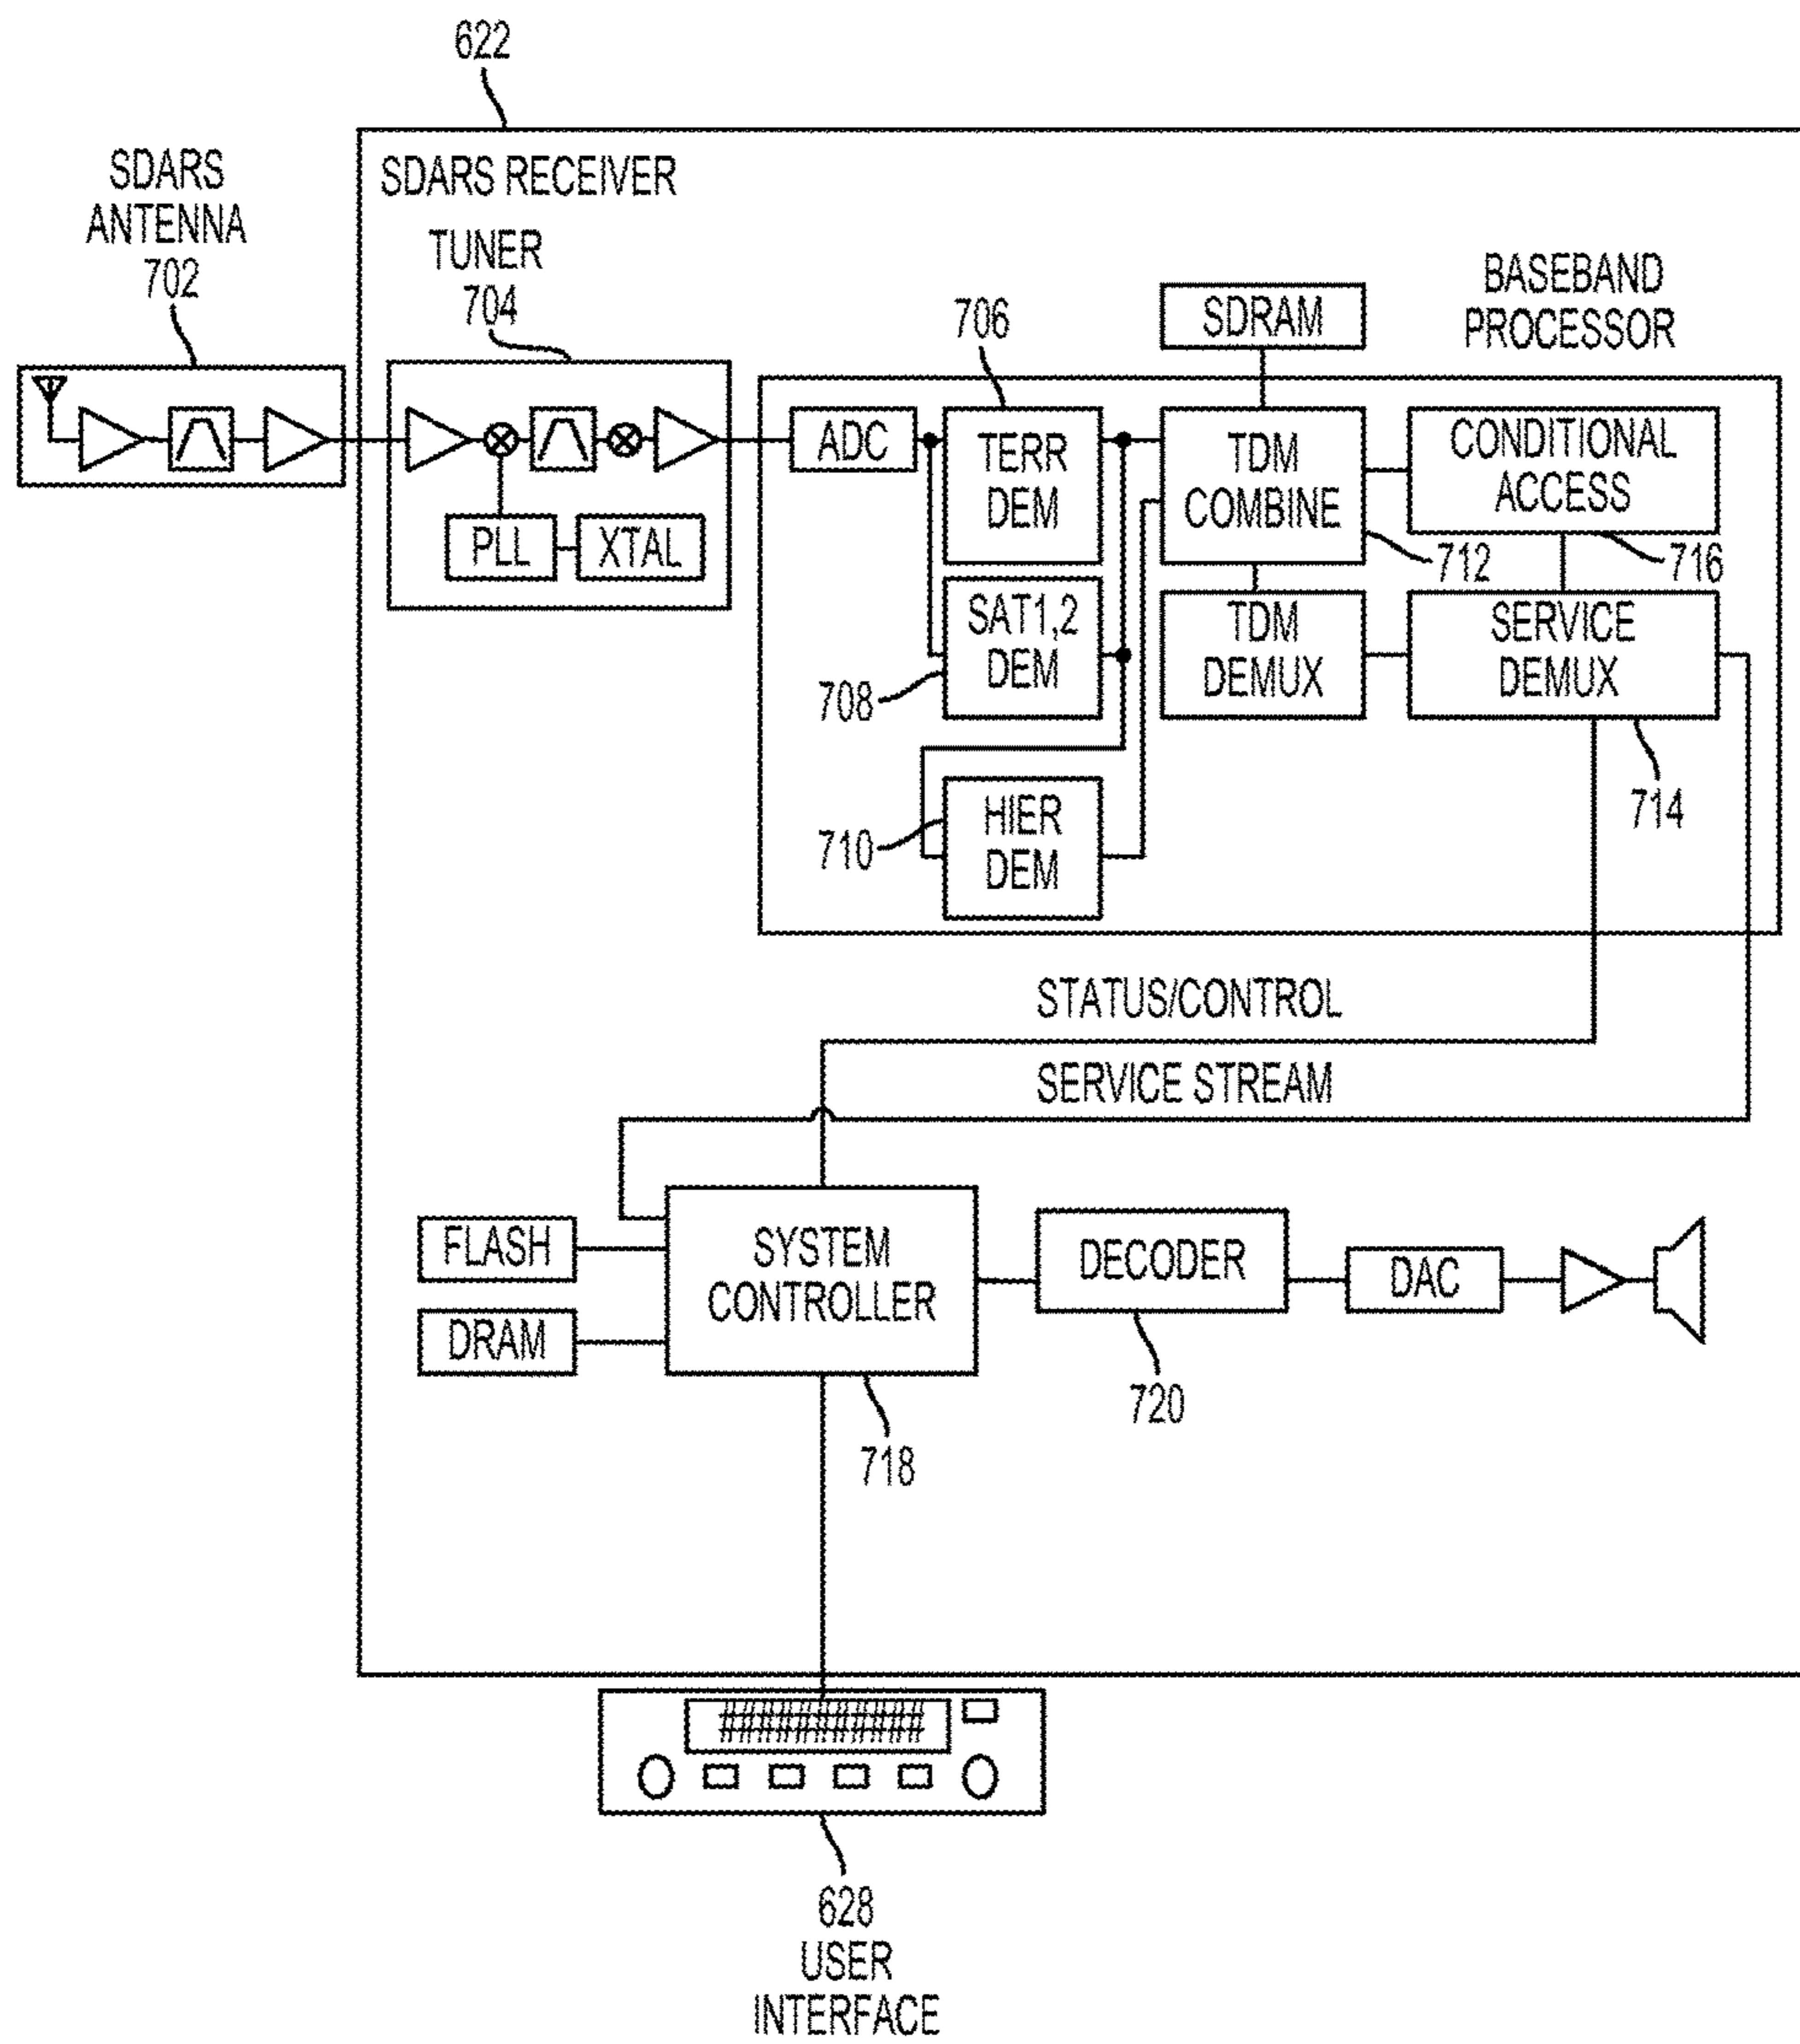 622
SDARS
ANTENNA
702
SDARS RECEIVER
TUNER
704
706
SDRAM
BASEBAND
PROCESSOR
ADC
TERR
DEM
TDM
COMBINE
CONDITIONAL
ACCESS
PLL
XTAL
712
716
SAT1,2
DEM
TDM
DEMUX
SERVICE
DEMUX
708
714
HIER
DEM
710
STATUS/CONTROL
SERVICE STREAM
FLASH
SYSTEM
CONTROLLER
DECODER
DAC
DRAM
720
718
628
USER
INTERFACE